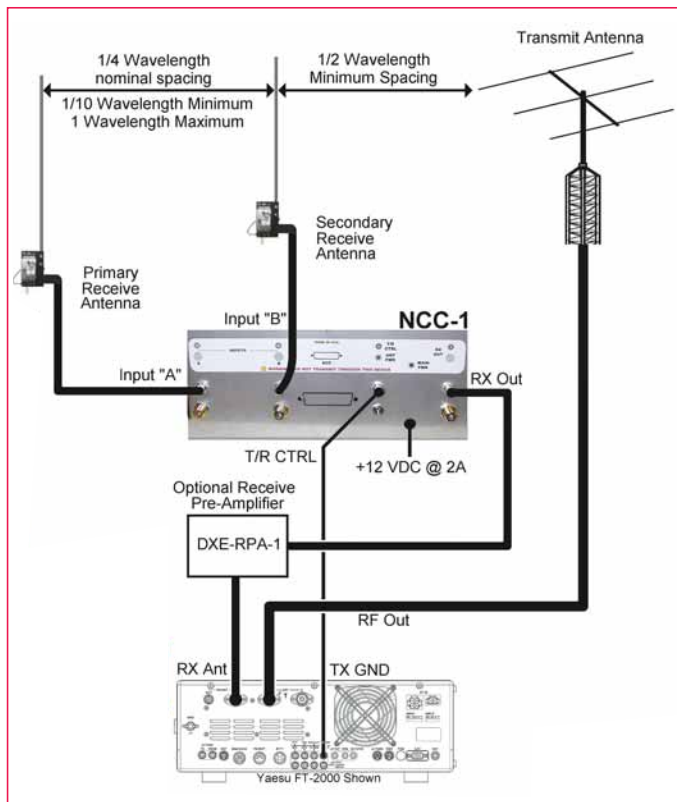 Transmit Antenna
1/4 Wavelength
nominal spacing
1/2 Wavelength
Minimum Spacing
1/10 Wavelength Minimum
1 Wavelength Maximum
Primary
Receive
Antenna
Secondary
Receive
Antenna
Input "B"
NCC-1
Input "A"
RX Out
T/R CTRL
+12 VDC @ 2A
Optional Receive
Pre-Amplifier
DXE-RPA-1
RF Out
RX Ant
TX GND
Yaesu FT-2000 Shown